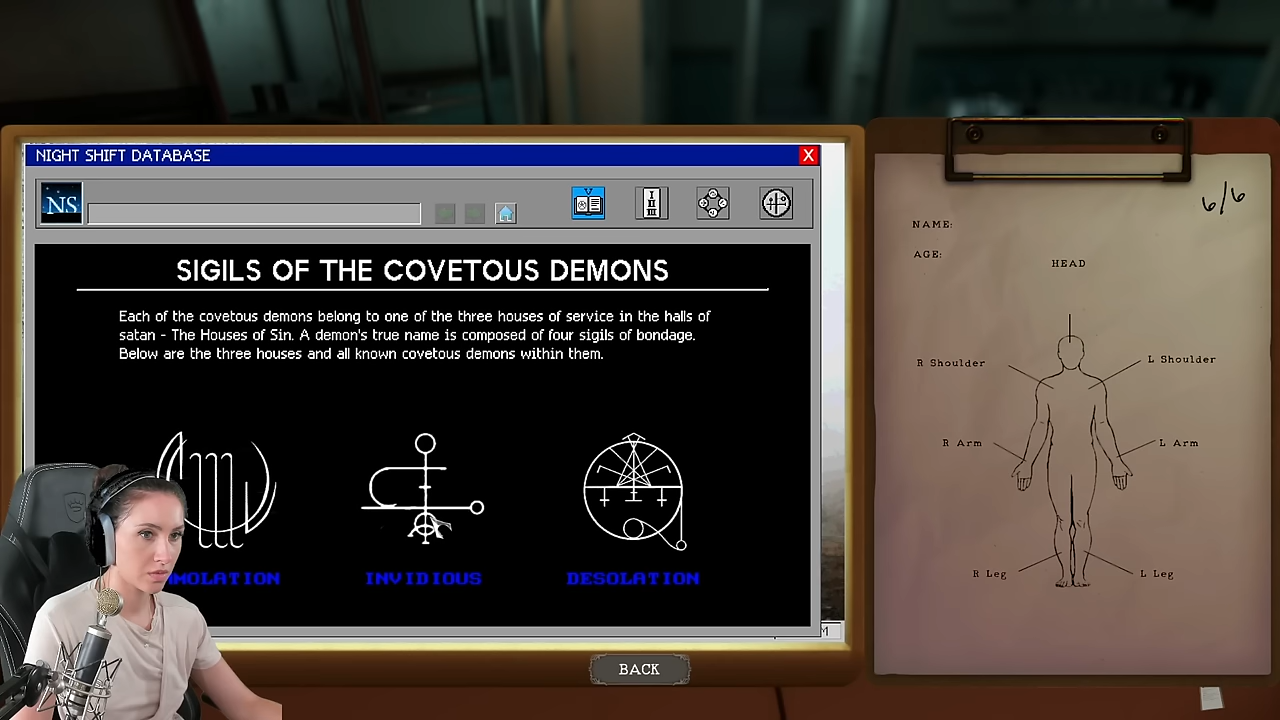 NIGHT SHIFT DATABASE
X
NS
I
II
III
SIGILS OF THE COVETOUS DEMONS
Each of the covetous demons belong to one of the three houses of service in the halls of
satan - The Houses of Sin. A demon's true name is composed of four sigils of bondage.
Below are the three houses and all known covetous demons within them.
MOLATION INVIDIOUS DESOLATION
BACK
6/6
NAME:
AGE:
HEAD
R Shoulder L Shoulder
R Arm L Arm
R Leg L Leg